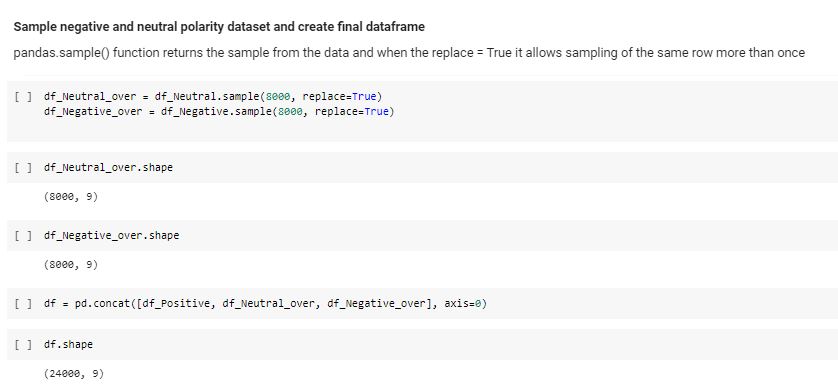 Sample negative and neutral polarity dataset and create final dataframe
pandas.sample() function returns the sample from the data and when the replace = True it allows sampling of the same row more than once
[ ] df_Neutral_over = df_Neutral.sample(8000, replace=True)
df_Negative_over = df_Negative.sample(8000, replace=True)
[ ] df_Neutral_over.shape
(8000, 9)
[ ] df_Negative_over.shape
(8000, 9)
[ ] df = pd.concat([df_Positive, df_Neutral_over, df_Negative_over], axis=0)
[ ] df.shape
(24000, 9)